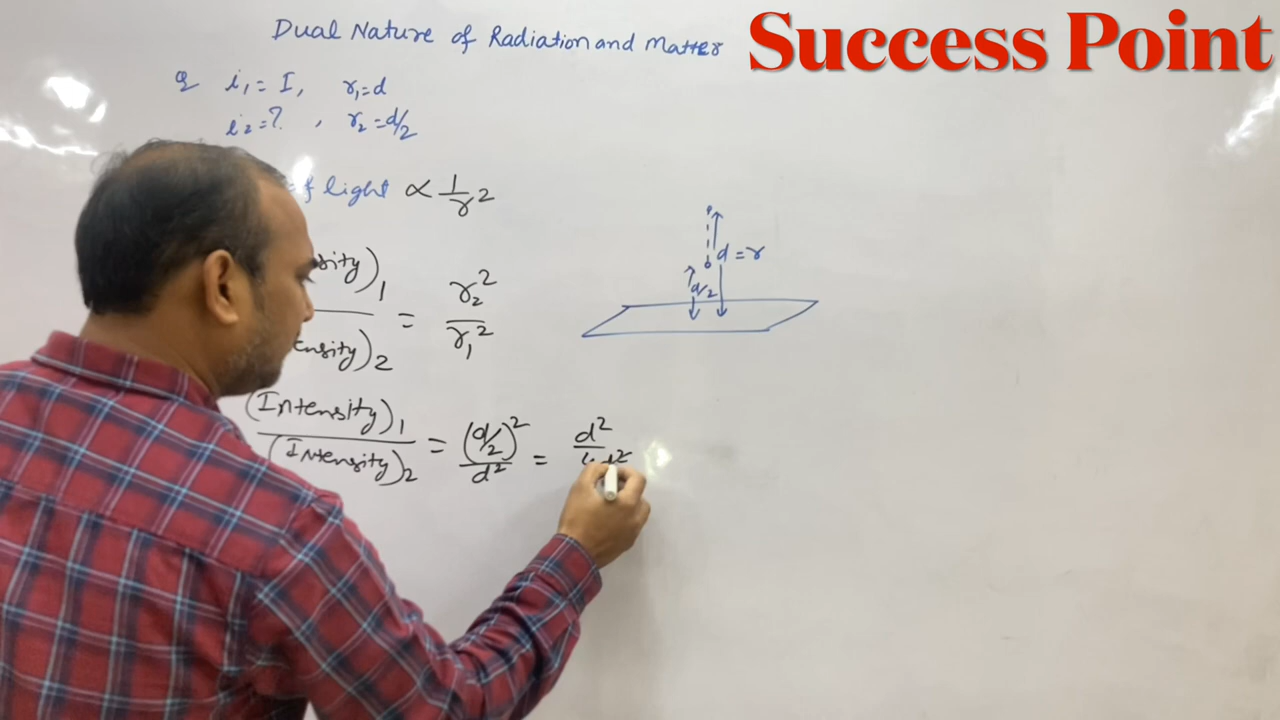 Dual Nature of Radiation and Matter
Success Point
Q i₁ = I, r₁ = d
i₂ = ?, r₂ = d/2
of light ∝ 1/r²
= r₂²/r₁²
(Intensity)₁/(Intensity)₂ = (d/2)²/d² = d²/4d²
d = r
d/2